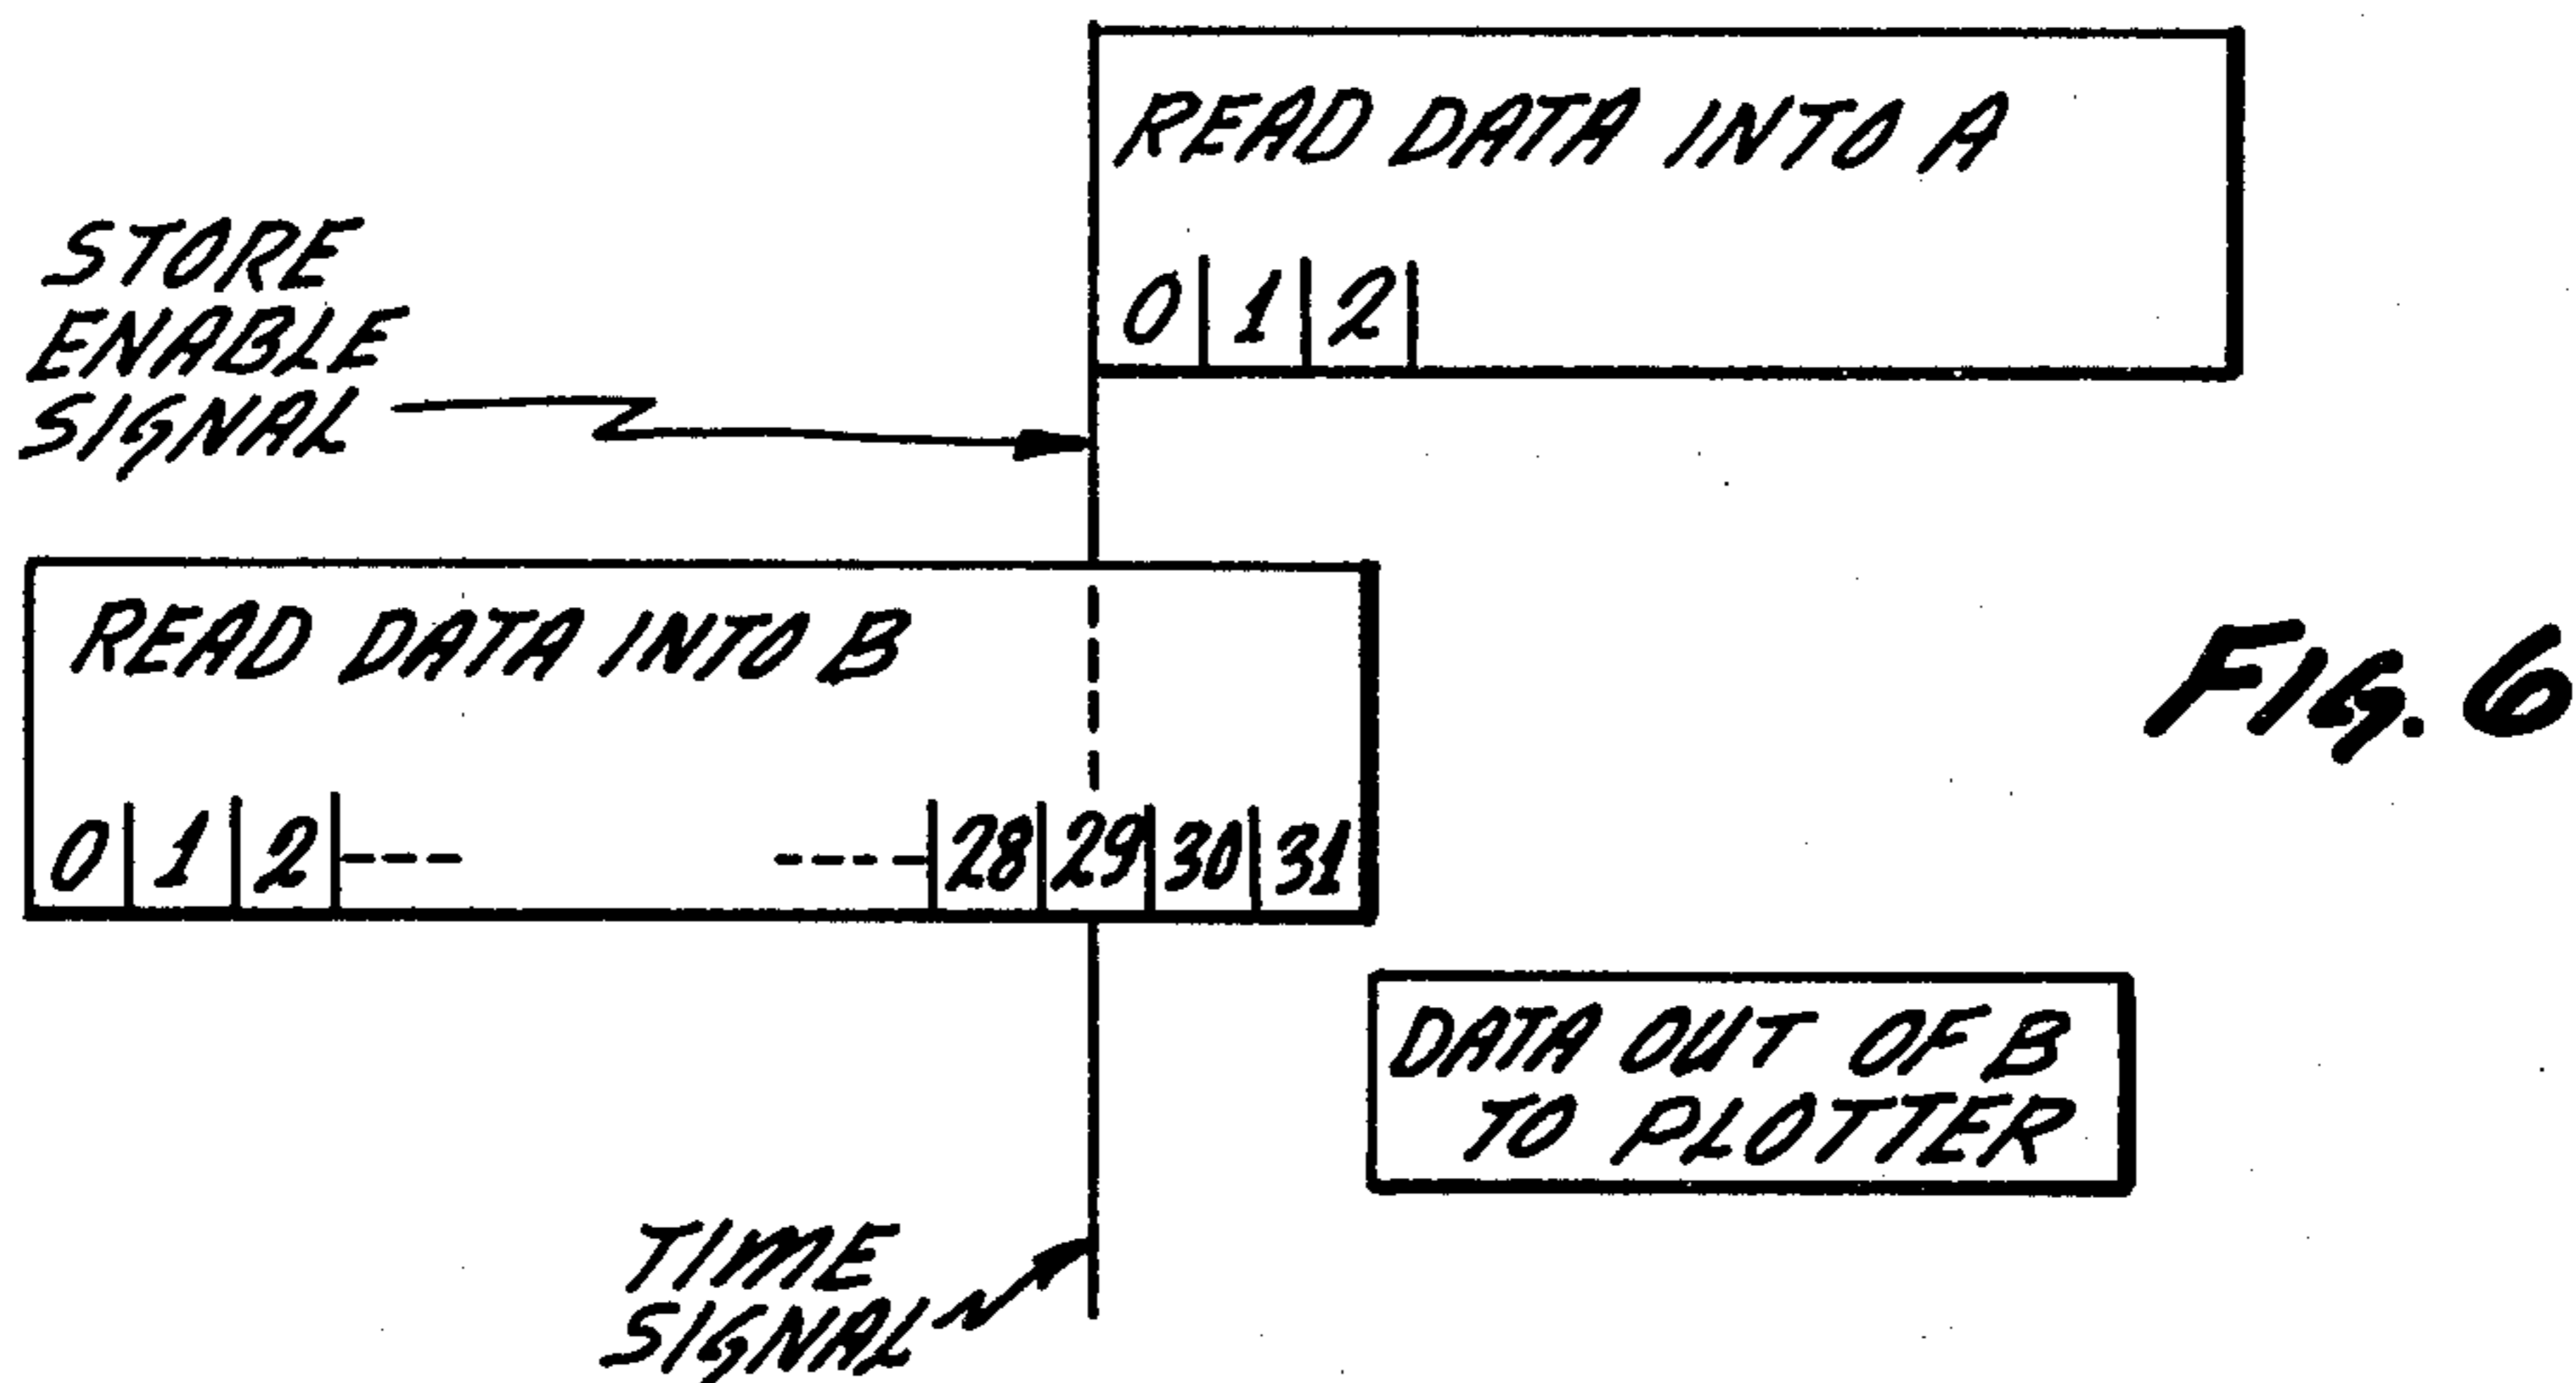 READ DATA INTO A
0 1 2
STORE
ENABLE
SIGNAL
READ DATA INTO B
0 1 2 28 29 30 31
FIG. 6
DATA OUT OF B
TO PLOTTER
TIME
SIGNAL